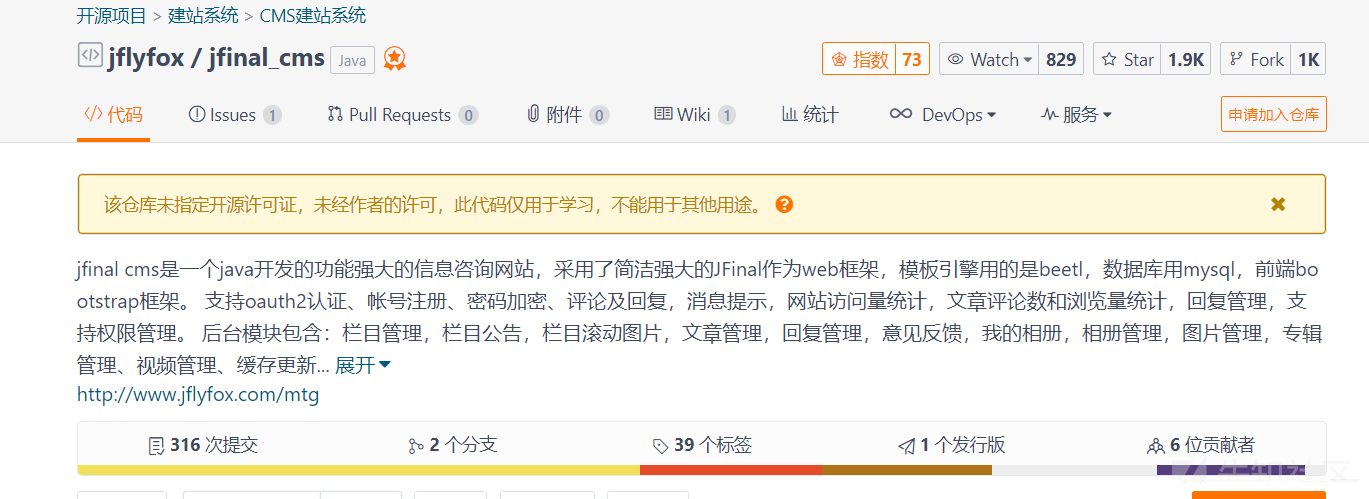 开源项目 > 建站系统 > CMS建站系统
jflyfox / jfinal_cms Java 指数 73 Watch 829 Star 1.9K Fork 1K
代码 Issues 1 Pull Requests 0 附件 0 Wiki 1 统计 DevOps 服务 申请加入仓库
该仓库未指定开源许可证，未经作者的许可，此代码仅用于学习，不能用于其他用途。
jfinal cms是一个java开发的功能强大的信息咨询网站，采用了简洁强大的JFinal作为web框架，模板引擎用的是beetl，数据库用mysql，前端bo
otstrap框架。 支持oauth2认证、帐号注册、密码加密、评论及回复，消息提示，网站访问量统计，文章评论数和浏览量统计，回复管理，支
持权限管理。 后台模块包含：栏目管理，栏目公告，栏目滚动图片，文章管理，回复管理，意见反馈，我的相册，相册管理，图片管理，专辑
管理、视频管理、缓存更新... 展开
http://www.jflyfox.com/mtg
316 次提交 2 个分支 39 个标签 1 个发行版 6 位贡献者